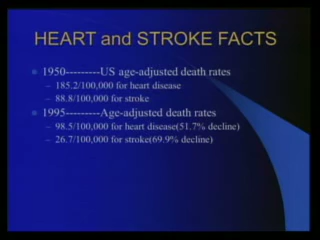 HEART and STROKE FACTS
1950---------US age-adjusted death rates
– 185.2/100,000 for heart disease
– 88.8/100,000 for stroke
1995---------Age-adjusted death rates
– 98.5/100,000 for heart disease(51.7% decline)
– 26.7/100,000 for stroke(69.9% decline)